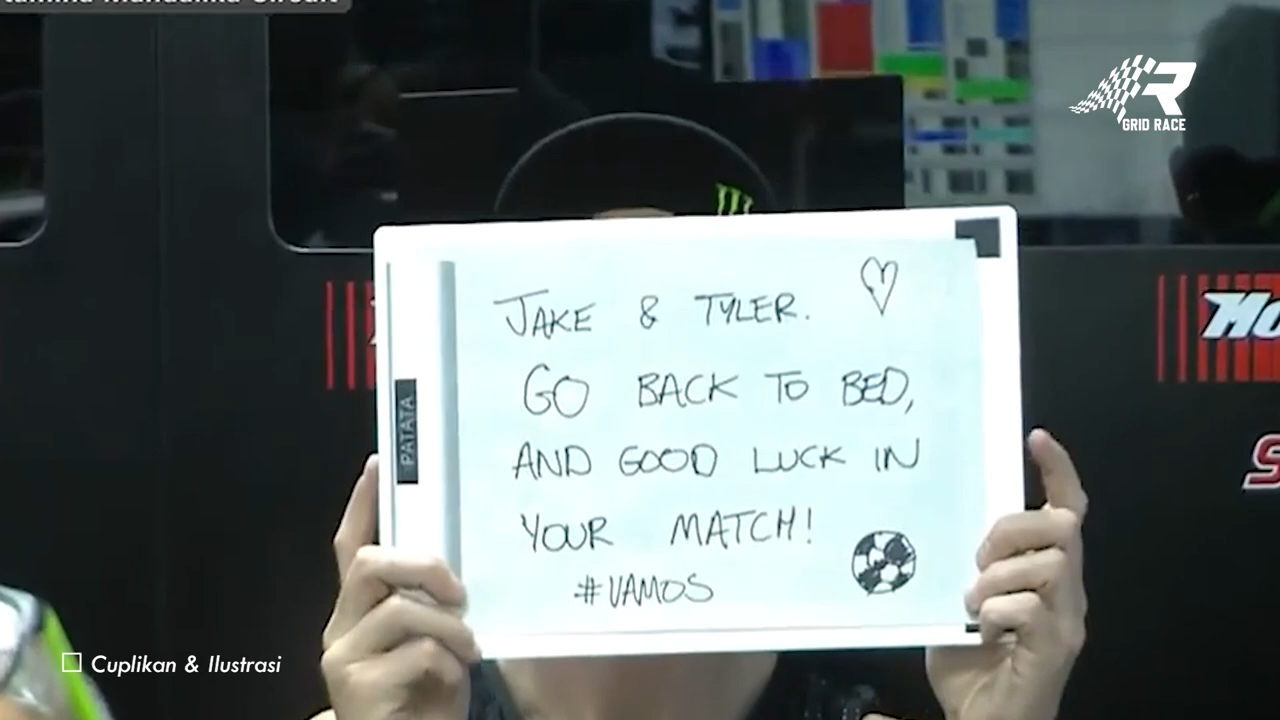 GRID RACE
JAKE & TYLER.
GO BACK TO BED,
AND GOOD LUCK IN
YOUR MATCH!
#VAMOS
PATATA
Cuplikan & Ilustrasi